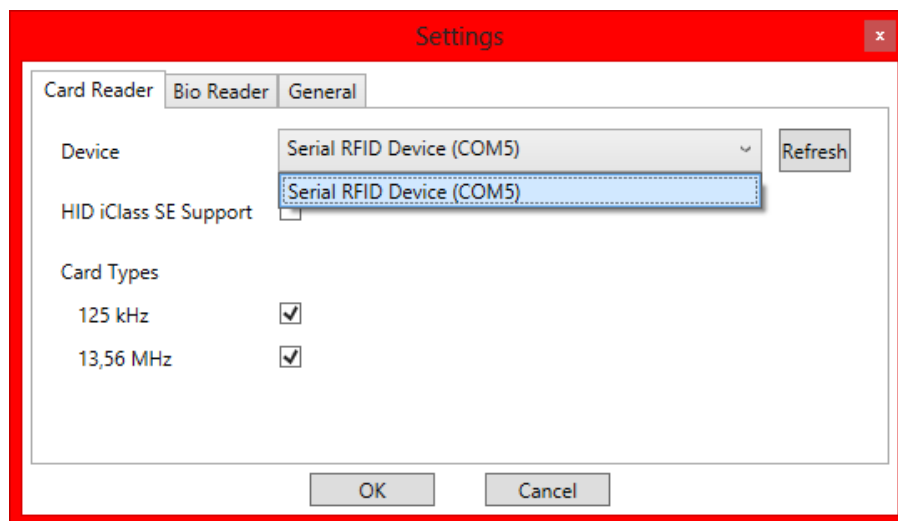 Settings
x
Card Reader Bio Reader General
Device Serial RFID Device (COM5) Refresh
Serial RFID Device (COM5)
HID iClass SE Support
Card Types
125 kHz
13,56 MHz
OK Cancel